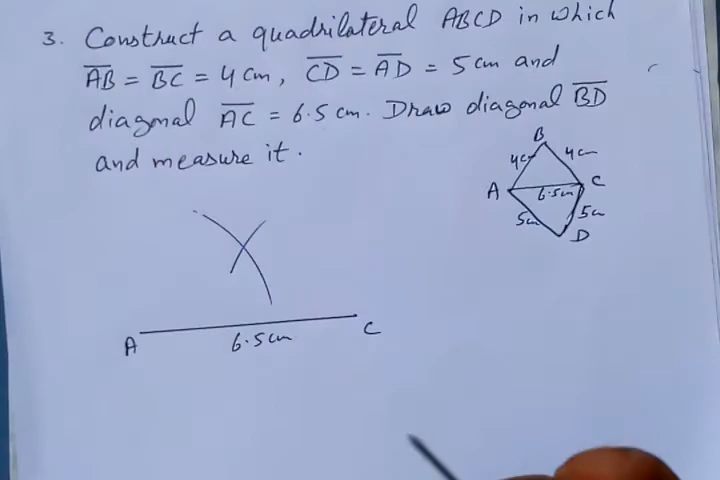 3. Construct a quadrilateral ABCD in which
AB = BC = 4 cm, CD = AD = 5 cm and
diagonal AC = 6.5 cm. Draw diagonal BD
and measure it.
B
4cm 4cm
A C
6.5cm
5cm 5cm
D
A 6.5cm C